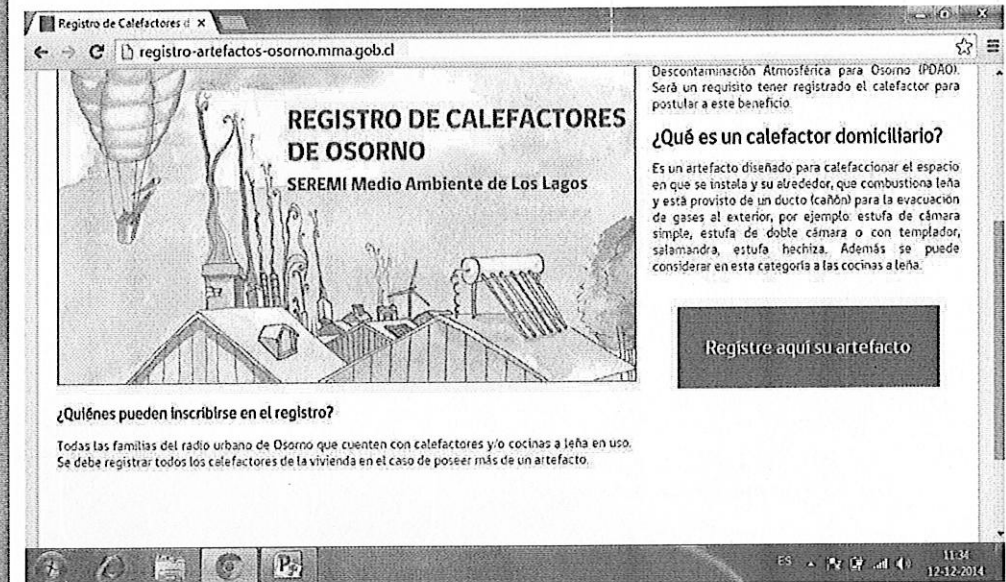 Registro de Calefactores d
registro-artefactos-osorno.mma.gob.cl
REGISTRO DE CALEFACTORES
DE OSORNO
SEREMI Medio Ambiente de Los Lagos
¿Quiénes pueden inscribirse en el registro?
Todas las familias del radio urbano de Osorno que cuenten con calefactores y/o cocinas a leña en uso.
Se debe registrar todos los calefactores de la vivienda en el caso de poseer más de un artefacto.
Descontaminación Atmosférica para Osorno (PDAO).
Será un requisito tener registrado el calefactor para
postular a este beneficio.
¿Qué es un calefactor domiciliario?
Es un artefacto diseñado para calefaccionar el espacio
en que se instala y su alrededor, que combustiona leña
y está provisto de un ducto (cañón) para la evacuación
de gases al exterior, por ejemplo: estufa de cámara
simple, estufa de doble cámara o con templador,
salamandra, estufa hechiza. Además se puede
considerar en esta categoría a las cocinas a leña.
Registre aquí su artefacto
ES
11:34
12-12-2014